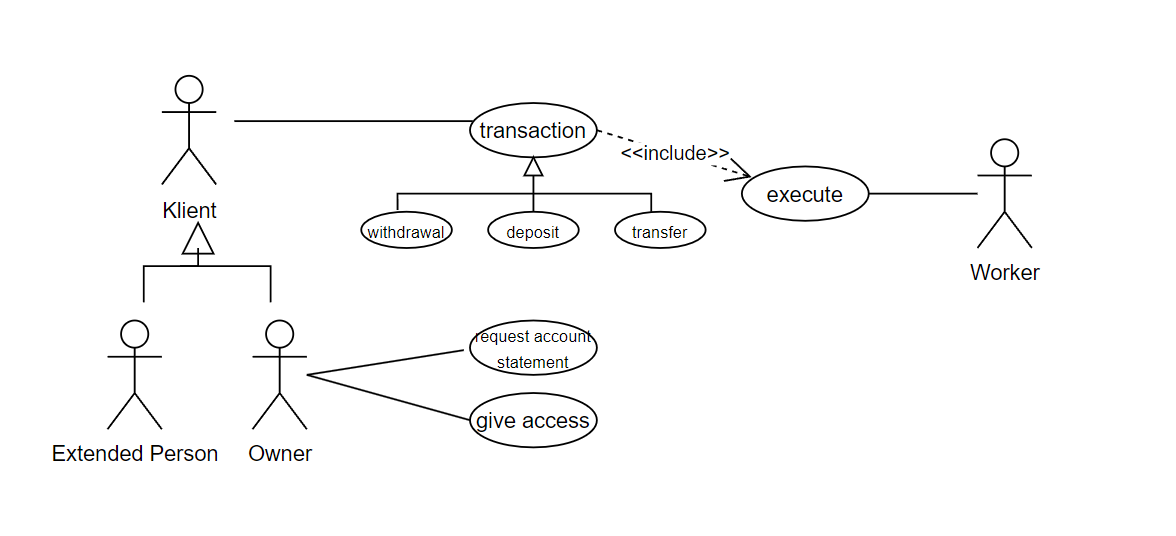 transaction
<<include>>
execute
Klient
withdrawal
deposit
transfer
Worker
request account
statement
give access
Extended Person
Owner